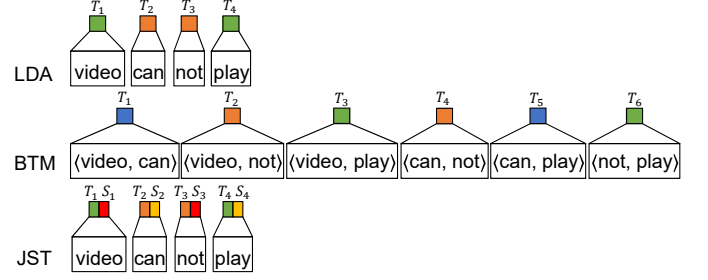 T₁ T₂ T₃ T₄
LDA video can not play
T₁ T₂ T₃ T₄ T₅ T₆
BTM ⟨video, can⟩ ⟨video, not⟩ ⟨video, play⟩ ⟨can, not⟩ ⟨can, play⟩ ⟨not, play⟩
T₁ S₁ T₂ S₂ T₃ S₃ T₄ S₄
JST video can not play